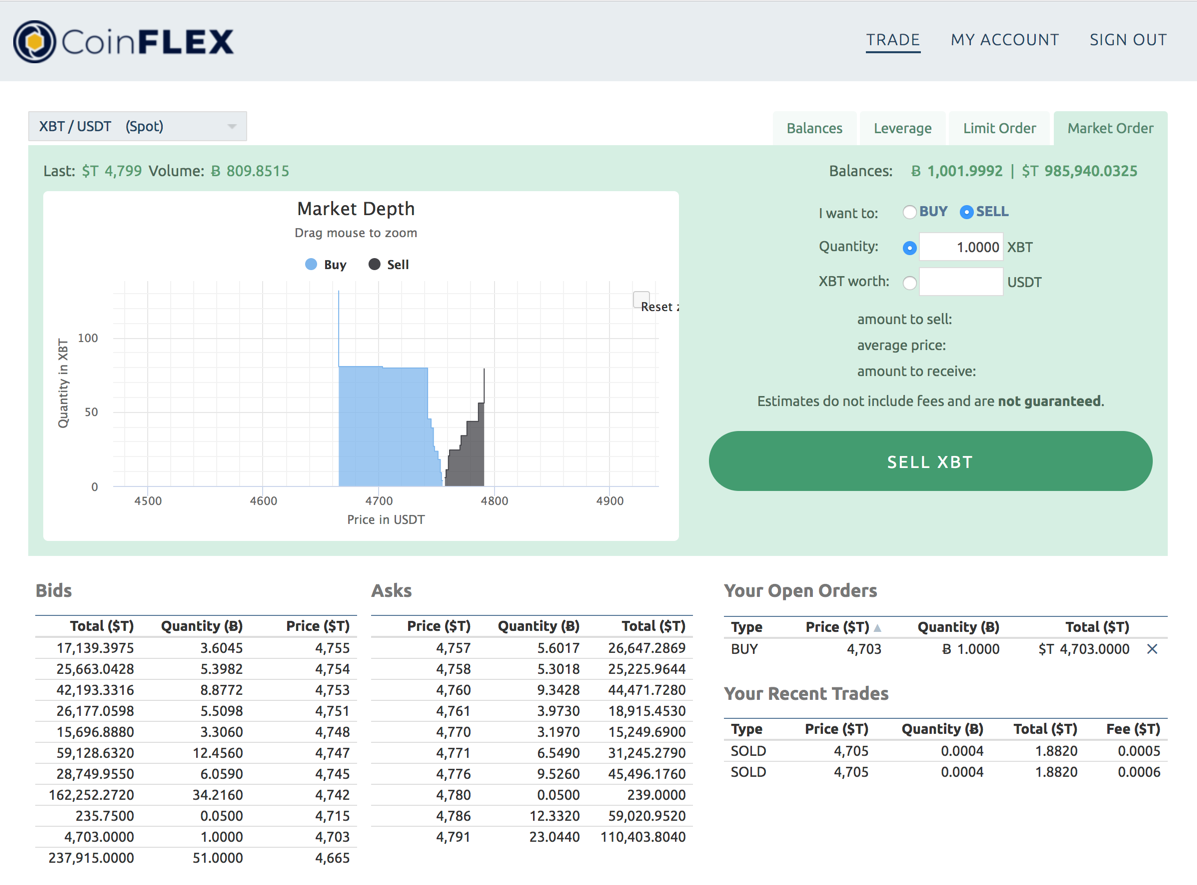 CoinFLEX
TRADE MY ACCOUNT SIGN OUT
XBT / USDT (Spot)
Balances Leverage Limit Order Market Order
Last: $T 4,799 Volume: Ƀ 809.8515
Balances: Ƀ 1,001.9992 | $T 985,940.0325
Market Depth
Drag mouse to zoom
Buy Sell
Reset
Quantity in XBT
100
50
0
4500 4600 4700 4800 4900
Price in USDT
I want to: BUY SELL
Quantity: 1.0000 XBT
XBT worth: USDT
amount to sell:
average price:
amount to receive:
Estimates do not include fees and are not guaranteed.
SELL XBT
Bids
Total ($T) Quantity (Ƀ) Price ($T)
17,139.3975 3.6045 4,755
25,663.0428 5.3982 4,754
42,193.3316 8.8772 4,753
26,177.0598 5.5098 4,751
15,696.8880 3.3060 4,748
59,128.6320 12.4560 4,747
28,749.9550 6.0590 4,745
162,252.2720 34.2160 4,742
235.7500 0.0500 4,715
4,703.0000 1.0000 4,703
237,915.0000 51.0000 4,665
Asks
Price ($T) Quantity (Ƀ) Total ($T)
4,757 5.6017 26,647.2869
4,758 5.3018 25,225.9644
4,760 9.3428 44,471.7280
4,761 3.9730 18,915.4530
4,770 3.1970 15,249.6900
4,771 6.5490 31,245.2790
4,776 9.5260 45,496.1760
4,780 0.0500 239.0000
4,786 12.3320 59,020.9520
4,791 23.0440 110,403.8040
Your Open Orders
Type Price ($T) Quantity (Ƀ) Total ($T)
BUY 4,703 Ƀ 1.0000 $T 4,703.0000
Your Recent Trades
Type Price ($T) Quantity (Ƀ) Total ($T) Fee ($T)
SOLD 4,705 0.0004 1.8820 0.0005
SOLD 4,705 0.0004 1.8820 0.0006